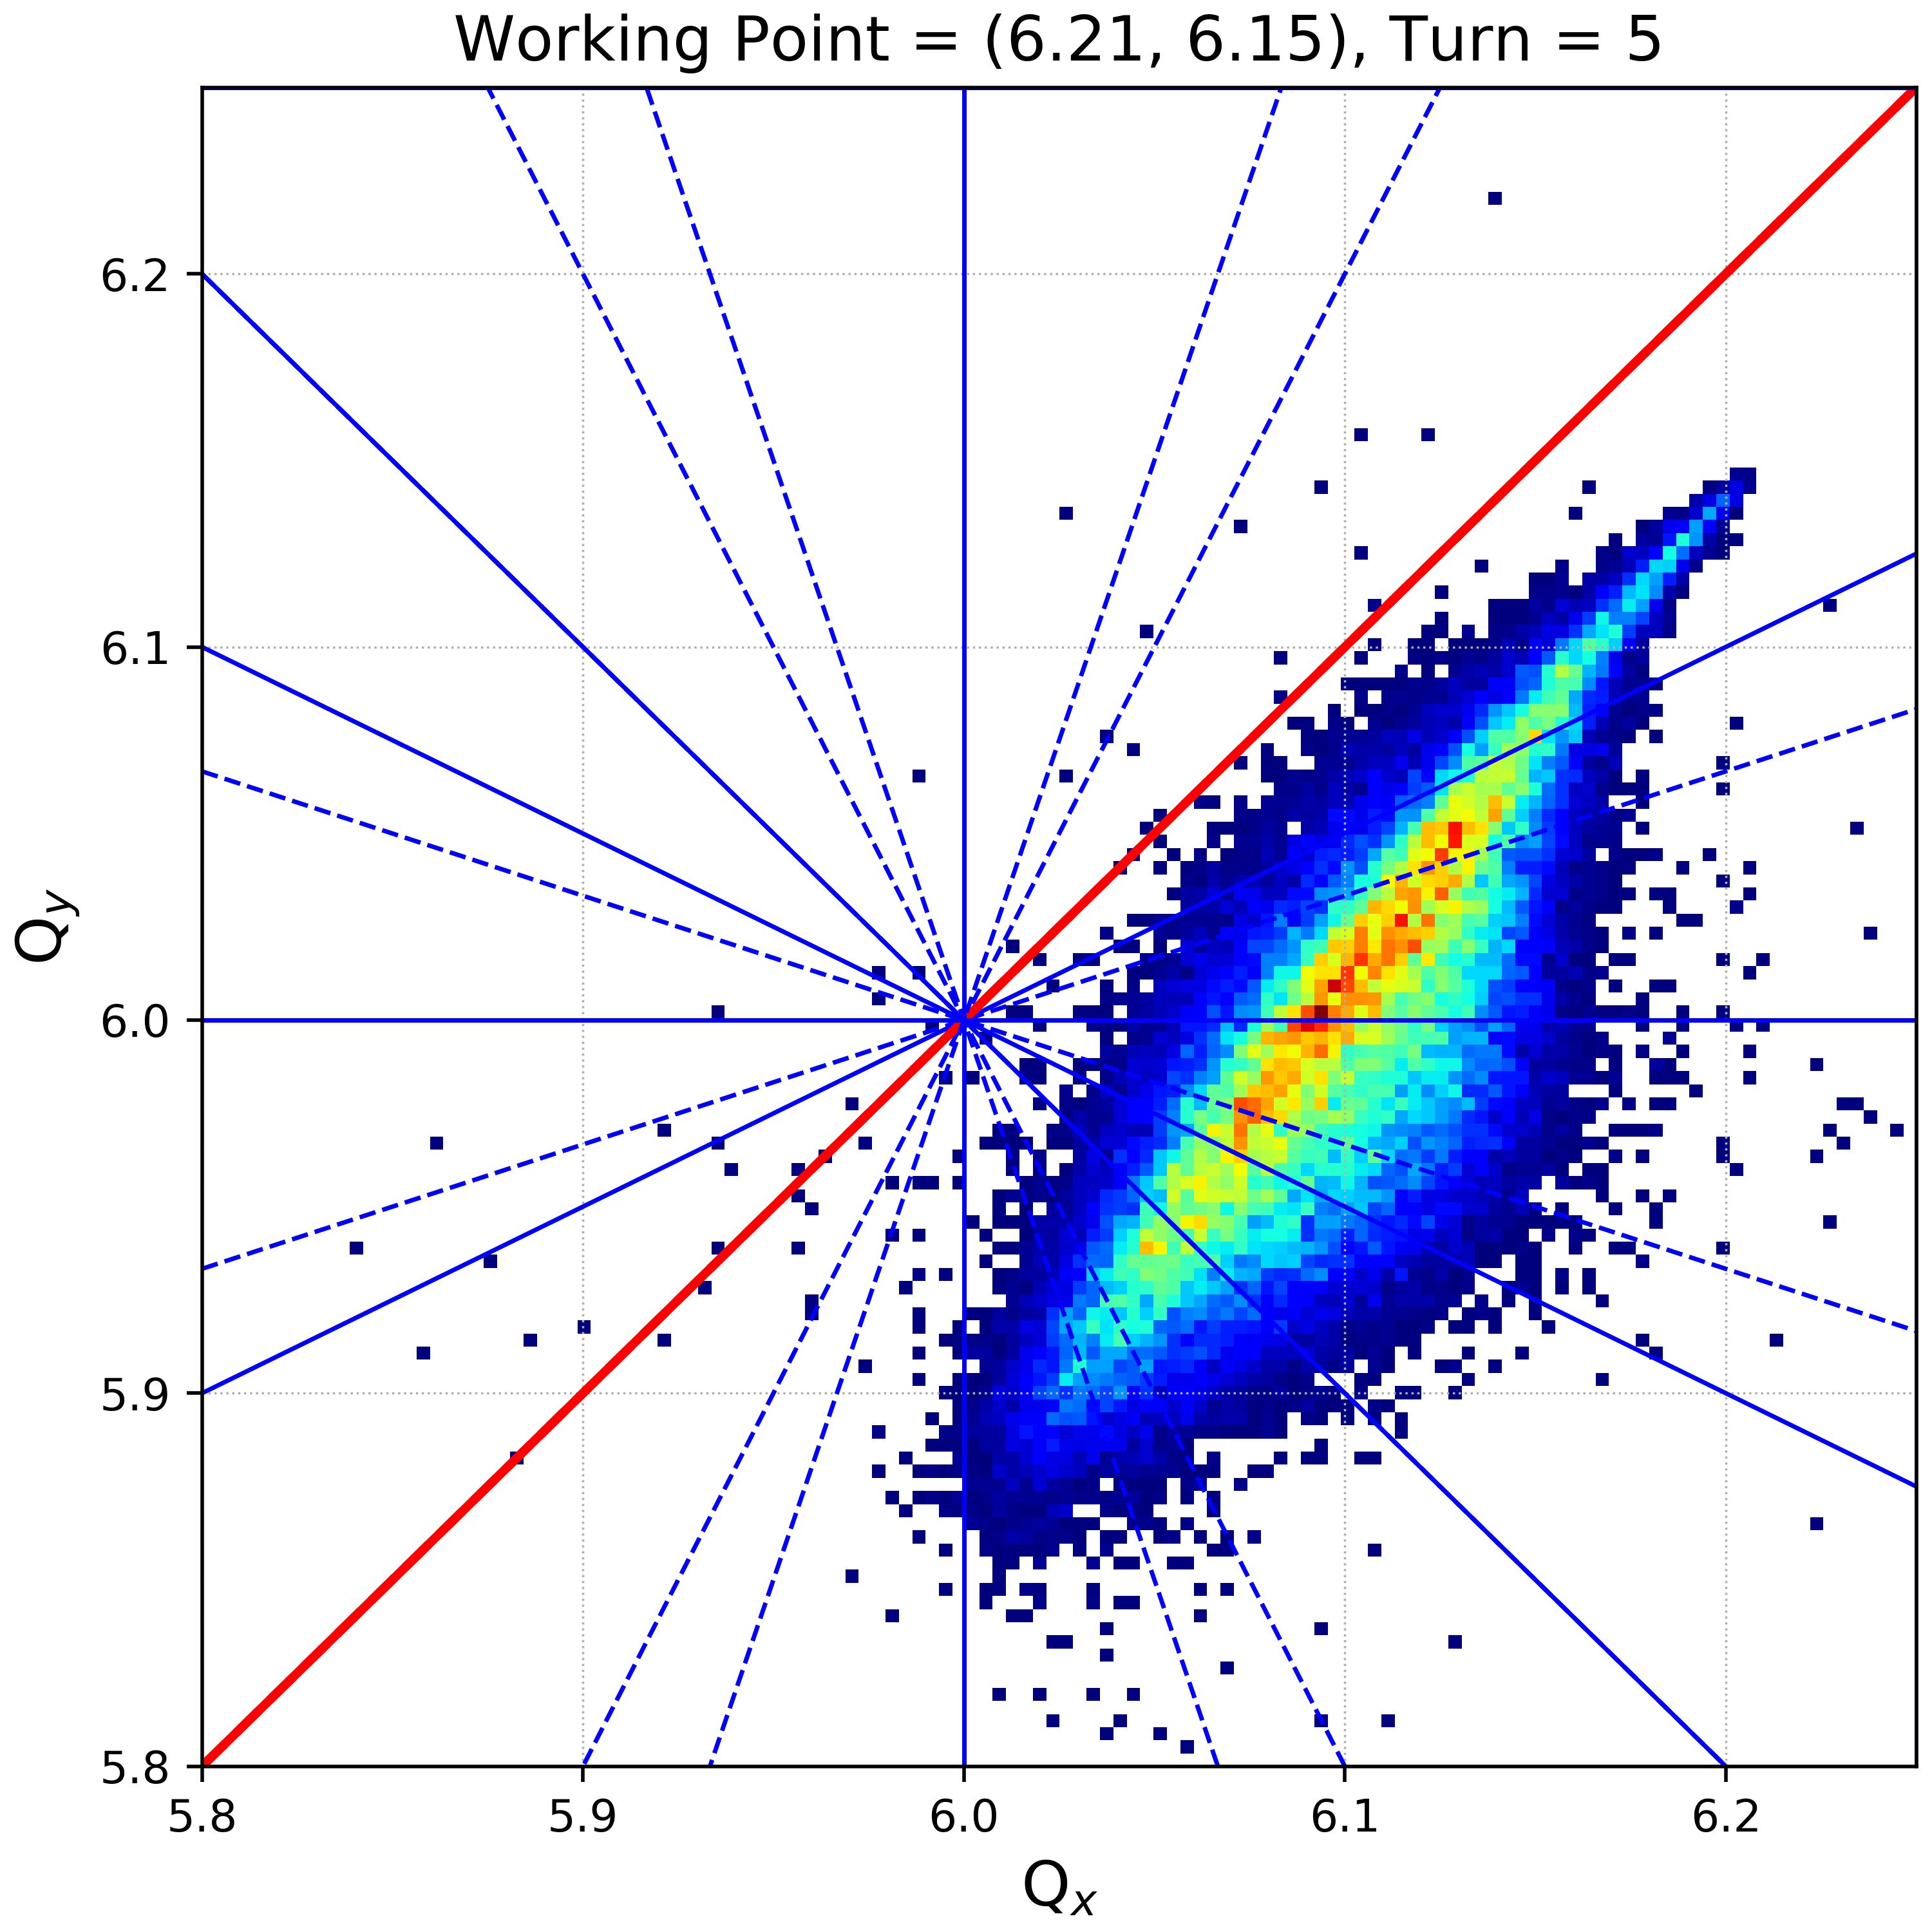 Working Point = (6.21, 6.15), Turn = 5
6.2
6.1
6.0
5.9
5.8
Qy
5.8 5.9 6.0 6.1 6.2
Qx